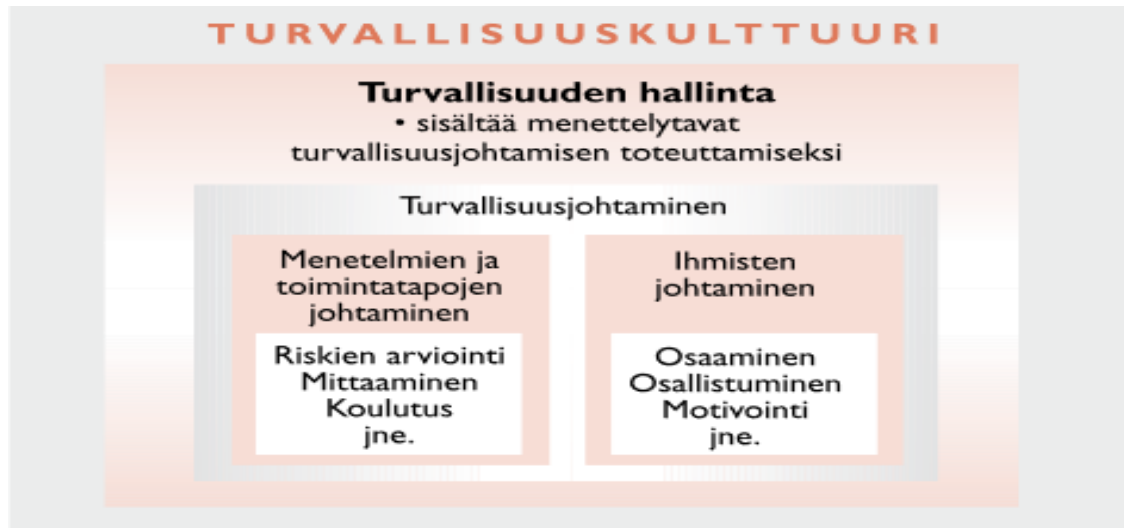 TURVALLISUUSKULTTUURI
Turvallisuuden hallinta
• sisältää menettelytavat
turvallisuusjohtamisen toteuttamiseksi
Turvallisuusjohtaminen
Menetelmien ja
toimintatapojen
johtaminen
Riskien arviointi
Mittaaminen
Koulutus
jne.
Ihmisten
johtaminen
Osaaminen
Osallistuminen
Motivointi
jne.